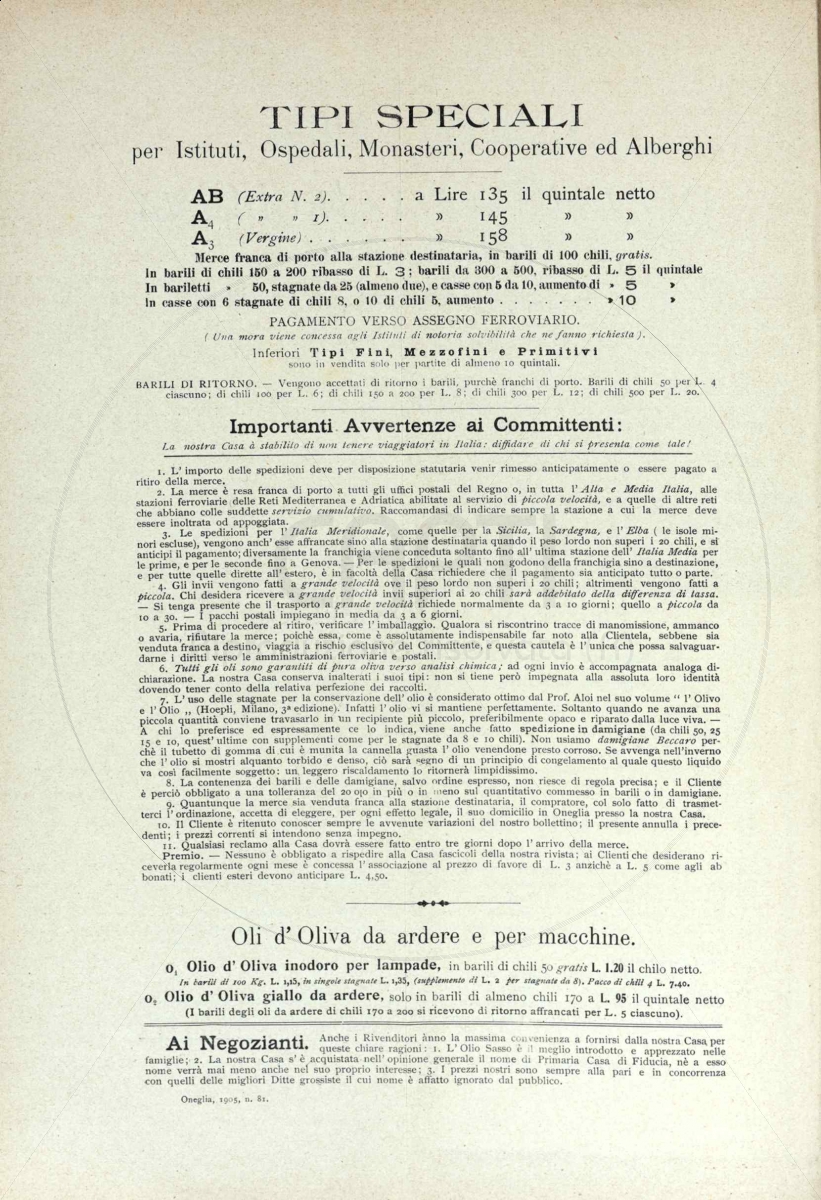 TIPI SPECIALI
per Istituti, Ospedali, Monasteri, Cooperative ed Alberghi
AB (Extra N. 2). . . . . a Lire 135 il quintale netto
A4 ( „ „ 1). . . . . » 145 » »
A3 (Vergine) . . . . . . » 158 » »
Merce franca di porto alla stazione destinataria, in barili di 100 chili, gratis.
In barili di chili 150 a 200 ribasso di L. 3; barili da 300 a 500, ribasso di L. 5 il quintale
In bariletti » 50, stagnate da 25 (almeno due), e casse con 5 da 10, aumento di » 5 »
In casse con 6 stagnate di chili 8, o 10 di chili 5, aumento . . . . . . . » 10 »
PAGAMENTO VERSO ASSEGNO FERROVIARIO.
( Una mora viene concessa agli Istituti di notoria solvibilità che ne fanno richiesta ).
Inferiori Tipi Fini, Mezzofini e Primitivi
sono in vendita solo per partite di almeno 10 quintali.
BARILI DI RITORNO. — Vengono accettati di ritorno i barili, purchè franchi di porto. Barili di chili 50 per L. 4
ciascuno; di chili 100 per L. 6; di chili 150 a 200 per L. 8; di chili 300 per L. 12; di chili 500 per L. 20.
Importanti Avvertenze ai Committenti:
La nostra Casa à stabilito di non tenere viaggiatori in Italia: diffidare di chi si presenta come tale!
1. L' importo delle spedizioni deve per disposizione statutaria venir rimesso anticipatamente o essere pagato a
ritiro della merce.
2. La merce è resa franca di porto a tutti gli uffici postali del Regno o, in tutta l' Alta e Media Italia, alle
stazioni ferroviarie delle Reti Mediterranea e Adriatica abilitate al servizio di piccola velocità, e a quelle di altre reti
che abbiano colle suddette servizio cumulativo. Raccomandasi di indicare sempre la stazione a cui la merce deve
essere inoltrata od appoggiata.
3. Le spedizioni per l' Italia Meridionale, come quelle per la Sicilia, la Sardegna, e l' Elba ( le isole mi-
nori escluse), vengono anch' esse affrancate sino alla stazione destinataria quando il peso lordo non superi i 20 chili, e si
anticipi il pagamento; diversamente la franchigia viene conceduta soltanto fino all' ultima stazione dell' Italia Media per
le prime, e per le seconde fino a Genova. — Per le spedizioni le quali non godono della franchigia sino a destinazione,
e per tutte quelle dirette all' estero, è in facoltà della Casa richiedere che il pagamento sia anticipato tutto o parte.
4. Gli invii vengono fatti a grande velocità ove il peso lordo non superi i 20 chili; altrimenti vengono fatti a
piccola. Chi desidera ricevere a grande velocità invii superiori ai 20 chili sarà addebitato della differenza di tassa.
— Si tenga presente che il trasporto a grande velocità richiede normalmente da 3 a 10 giorni; quello a piccola da
10 a 30. — I pacchi postali impiegano in media da 3 a 6 giorni.
5. Prima di procedere al ritiro, verificare l' imballaggio. Qualora si riscontrino tracce di manomissione, ammanco
o avaria, rifiutare la merce; poichè essa, come è assolutamente indispensabile far noto alla Clientela, sebbene sia
venduta franca a destino, viaggia a rischio esclusivo del Committente, e questa cautela è l' unica che possa salvaguar-
darne i diritti verso le amministrazioni ferroviarie e postali.
6. Tutti gli oli sono garantiti di pura oliva verso analisi chimica; ad ogni invio è accompagnata analoga di-
chiarazione. La nostra Casa conserva inalterati i suoi tipi: non si tiene però impegnata alla assoluta loro identità
dovendo tener conto della relativa perfezione dei raccolti.
7. L' uso delle stagnate per la conservazione dell' olio è considerato ottimo dal Prof. Aloi nel suo volume “ l' Olivo
e l' Olio „ (Hoepli, Milano, 3ª edizione). Infatti l' olio vi si mantiene perfettamente. Soltanto quando ne avanza una
piccola quantità conviene travasarlo in un recipiente più piccolo, preferibilmente opaco e riparato dalla luce viva. —
A chi lo preferisce ed espressamente ce lo indica, viene anche fatto spedizione in damigiane (da chili 50, 25
15 e 10, quest' ultime con supplementi come per le stagnate da 8 e 10 chili). Non usiamo damigiane Beccaro per-
chè il tubetto di gomma di cui è munita la cannella guasta l' olio venendone presto corroso. Se avvenga nell'inverno
che l' olio si mostri alquanto torbido e denso, ciò sarà segno di un principio di congelamento al quale questo liquido
va così facilmente soggetto: un leggero riscaldamento lo ritornerà limpidissimo.
8. La contenenza dei barili e delle damigiane, salvo ordine espresso, non riesce di regola precisa; e il Cliente
è perciò obbligato a una tolleranza del 20 o|o in più o in meno sul quantitativo commesso in barili o in damigiane.
9. Quantunque la merce sia venduta franca alla stazione destinataria, il compratore, col solo fatto di trasmet-
terci l' ordinazione, accetta di eleggere, per ogni effetto legale, il suo domicilio in Oneglia presso la nostra Casa.
10. Il Cliente è ritenuto conoscer sempre le avvenute variazioni del nostro bollettino; il presente annulla i prece-
denti; i prezzi correnti si intendono senza impegno.
11. Qualsiasi reclamo alla Casa dovrà essere fatto entro tre giorni dopo l' arrivo della merce.
Premio. — Nessuno è obbligato a rispedire alla Casa fascicoli della nostra rivista; ai Clienti che desiderano ri-
ceverla regolarmente ogni mese è concessa l' associazione al prezzo di favore di L. 3 anzichè a L. 5 come agli ab
bonati; i clienti esteri devono anticipare L. 4,50.
Oli d' Oliva da ardere e per macchine.
O1 Olio d' Oliva inodoro per lampade, in barili di chili 50 gratis L. 1.20 il chilo netto.
In barili di 100 Kg. L. 1,15, in singole stagnate L. 1,35, (supplemento di L. 2 per stagnate da 8). Pacco di chili 4 L. 7.40.
O2 Olio d' Oliva giallo da ardere, solo in barili di almeno chili 170 a L. 95 il quintale netto
(I barili degli oli da ardere di chili 170 a 200 si ricevono di ritorno affrancati per L. 5 ciascuno).
Ai Negozianti. Anche i Rivenditori ànno la massima convenienza a fornirsi dalla nostra Casa per
queste chiare ragioni: 1. L' Olio Sasso è il meglio introdotto e apprezzato nelle
famiglie; 2. La nostra Casa s' è acquistata nell' opinione generale il nome di Primaria Casa di Fiducia, nè a esso
nome verrà mai meno anche nel suo proprio interesse; 3. I prezzi nostri sono sempre alla pari e in concorrenza
con quelli delle migliori Ditte grossiste il cui nome è affatto ignorato dal pubblico.
Oneglia, 1905, n. 81.